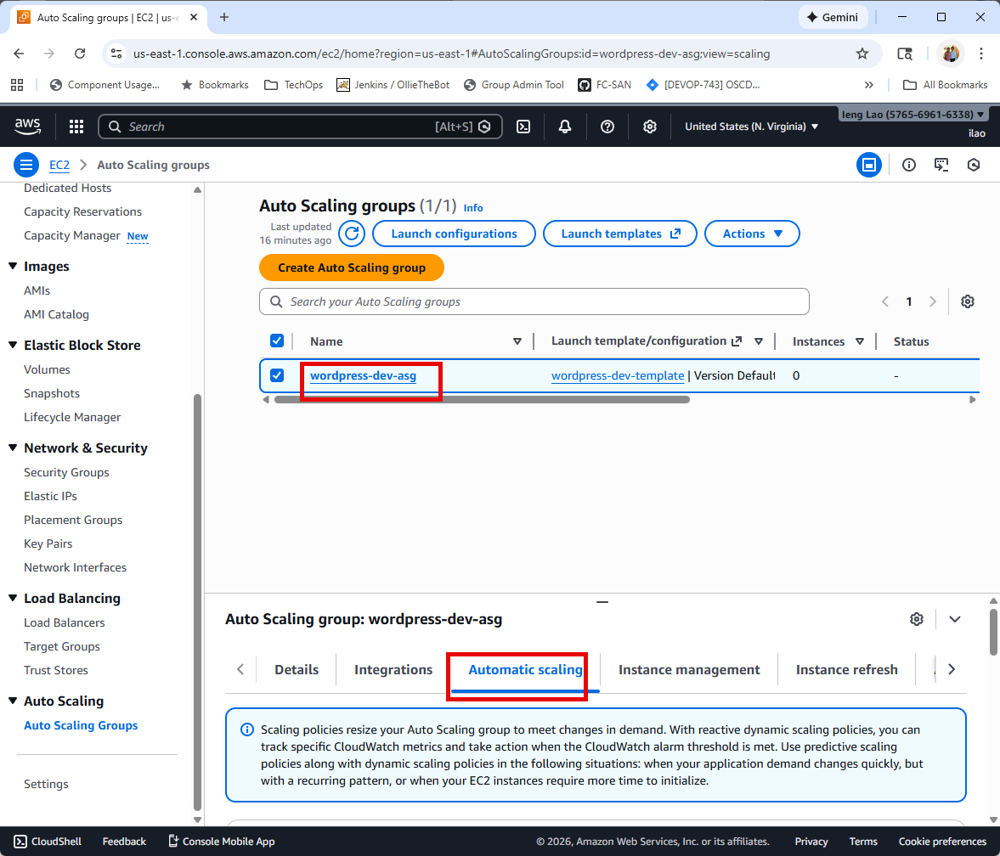 Auto Scaling groups | EC2 | us-e
Gemini
us-east-1.console.aws.amazon.com/ec2/home?region=us-east-1#AutoScalingGroups:id=wordpress-dev-asg;view=scaling
Component Usage...
Bookmarks
TechOps
Jenkins / OllieTheBot
Group Admin Tool
FC-SAN
[DEVOP-743] OSCD...
All Bookmarks
aws
Search
[Alt+S]
United States (N. Virginia)
Ieng Lao (5765-6961-6338)
ilao
EC2
Auto Scaling groups
Dedicated Hosts
Capacity Reservations
Capacity Manager New
Images
AMIs
AMI Catalog
Elastic Block Store
Volumes
Snapshots
Lifecycle Manager
Network & Security
Security Groups
Elastic IPs
Placement Groups
Key Pairs
Network Interfaces
Load Balancing
Load Balancers
Target Groups
Trust Stores
Auto Scaling
Auto Scaling Groups
Settings
Auto Scaling groups (1/1) Info
Last updated
16 minutes ago
Launch configurations
Launch templates
Actions
Create Auto Scaling group
Search your Auto Scaling groups
1
Name
Launch template/configuration
Instances
Status
wordpress-dev-asg
wordpress-dev-template | Version Default
0
-
Auto Scaling group: wordpress-dev-asg
Details
Integrations
Automatic scaling
Instance management
Instance refresh
Scaling policies resize your Auto Scaling group to meet changes in demand. With reactive dynamic scaling policies, you can
track specific CloudWatch metrics and take action when the CloudWatch alarm threshold is met. Use predictive scaling
policies along with dynamic scaling policies in the following situations: when your application demand changes quickly, but
with a recurring pattern, or when your EC2 instances require more time to initialize.
CloudShell
Feedback
Console Mobile App
© 2026, Amazon Web Services, Inc. or its affiliates.
Privacy
Terms
Cookie preferences